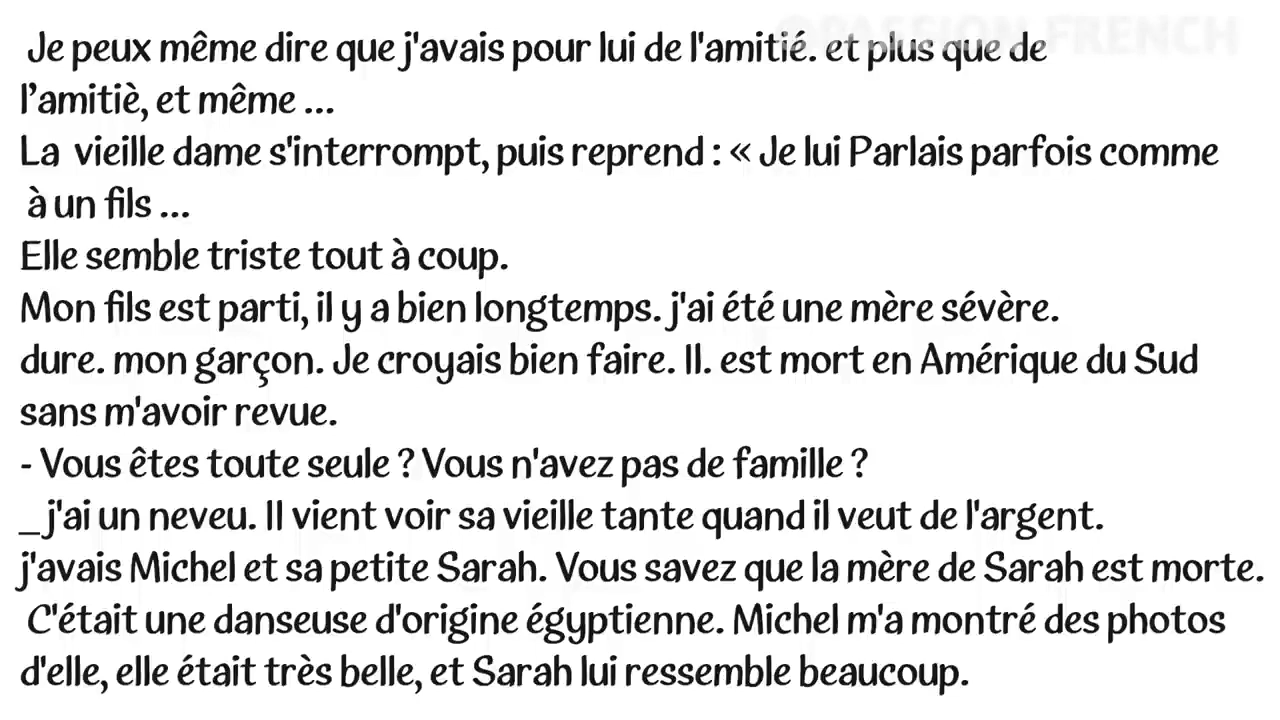 @PASSION FRENCH
Je peux même dire que j'avais pour lui de l'amitié. et plus que de
l’amitiè, et même ...
La vieille dame s'interrompt, puis reprend : « Je lui Parlais parfois comme
à un fils ...
Elle semble triste tout à coup.
Mon fils est parti, il y a bien longtemps. j'ai été une mère sévère.
dure. mon garçon. Je croyais bien faire. Il. est mort en Amérique du Sud
sans m'avoir revue.
- Vous êtes toute seule ? Vous n'avez pas de famille ?
_ j'ai un neveu. Il vient voir sa vieille tante quand il veut de l'argent.
j'avais Michel et sa petite Sarah. Vous savez que la mère de Sarah est morte.
C'était une danseuse d'origine égyptienne. Michel m'a montré des photos
d'elle, elle était très belle, et Sarah lui ressemble beaucoup.